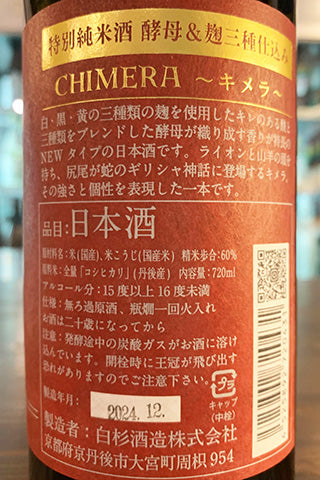 特別純米酒 酵母&麹三種仕込み
CHIMERA ～キメラ～
白・黒・黄の三種類の麹を使用したキレのある酸と
三種類をブレンドした酵母が織り成す香りが特長の
NEWタイプの日本酒です。ライオンと山羊の頭を
持ち、尻尾が蛇のギリシャ神話に登場するキメラ。
その強さと個性を表現した一本です。
品目:日本酒
原材料名:米(国産)、米こうじ(国産米) 精米歩合:60%
原料米:全量「コシヒカリ」(丹後産) 内容量:720ml
アルコール分:15度以上16度未満
仕様:無ろ過原酒、瓶燗一回火入れ
お酒は二十歳になってから
注意:発酵途中の炭酸ガスがお酒に溶け
込んでいます。開栓時に王冠が飛び出す
恐れがありますのでご注意下さい。
プラ
キャップ
(中栓)
製造年月:
2024.12.
製造者:白杉酒造株式会社
京都府京丹後市大宮町周枳954